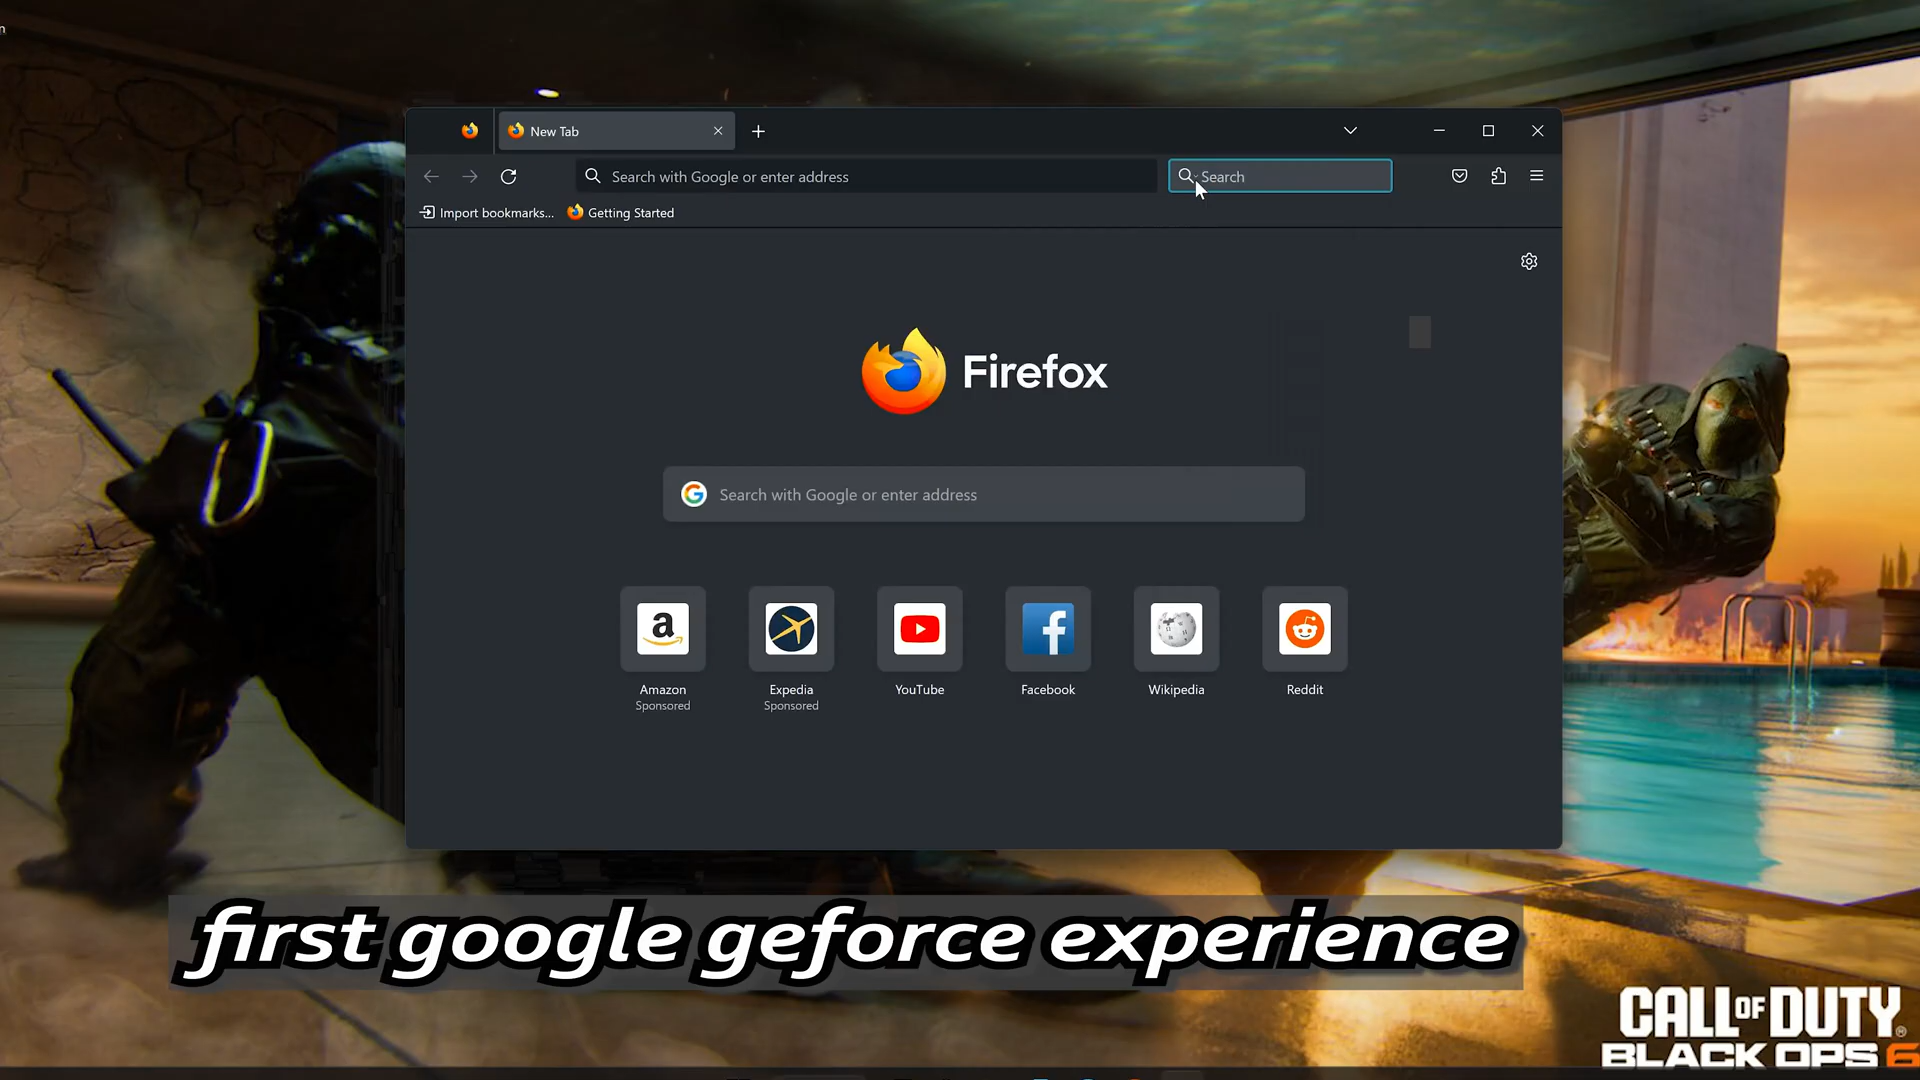 n
New Tab
Search with Google or enter address
Search
Import bookmarks...
Getting Started
Firefox
Search with Google or enter address
Amazon
Sponsored
Expedia
Sponsored
YouTube
Facebook
Wikipedia
Reddit
first google geforce experience
CALL OF DUTY®
BLACK OPS 6